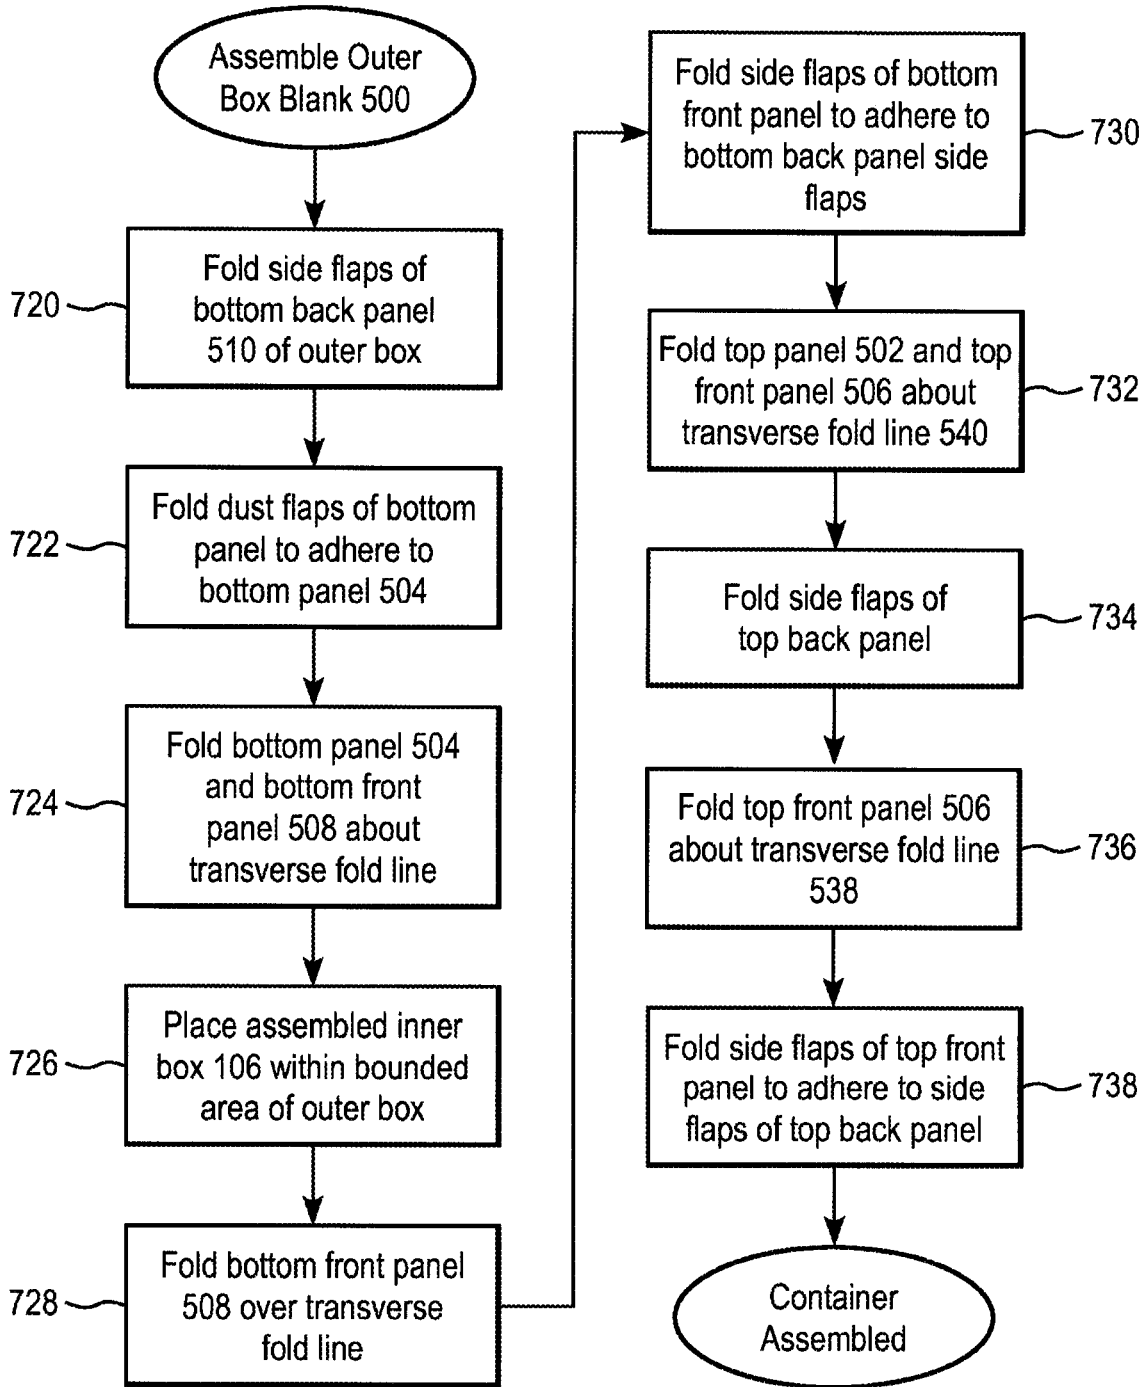 Assemble Outer
Box Blank 500
720
Fold side flaps of
bottom back panel
510 of outer box
722
Fold dust flaps of bottom
panel to adhere to
bottom panel 504
724
Fold bottom panel 504
and bottom front
panel 508 about
transverse fold line
726
Place assembled inner
box 106 within bounded
area of outer box
728
Fold bottom front panel
508 over transverse
fold line
Fold side flaps of bottom
front panel to adhere to
bottom back panel side
flaps
730
Fold top panel 502 and top
front panel 506 about
transverse fold line 540
732
Fold side flaps of
top back panel
734
Fold top front panel 506
about transverse fold line
538
736
Fold side flaps of top front
panel to adhere to side
flaps of top back panel
738
Container
Assembled